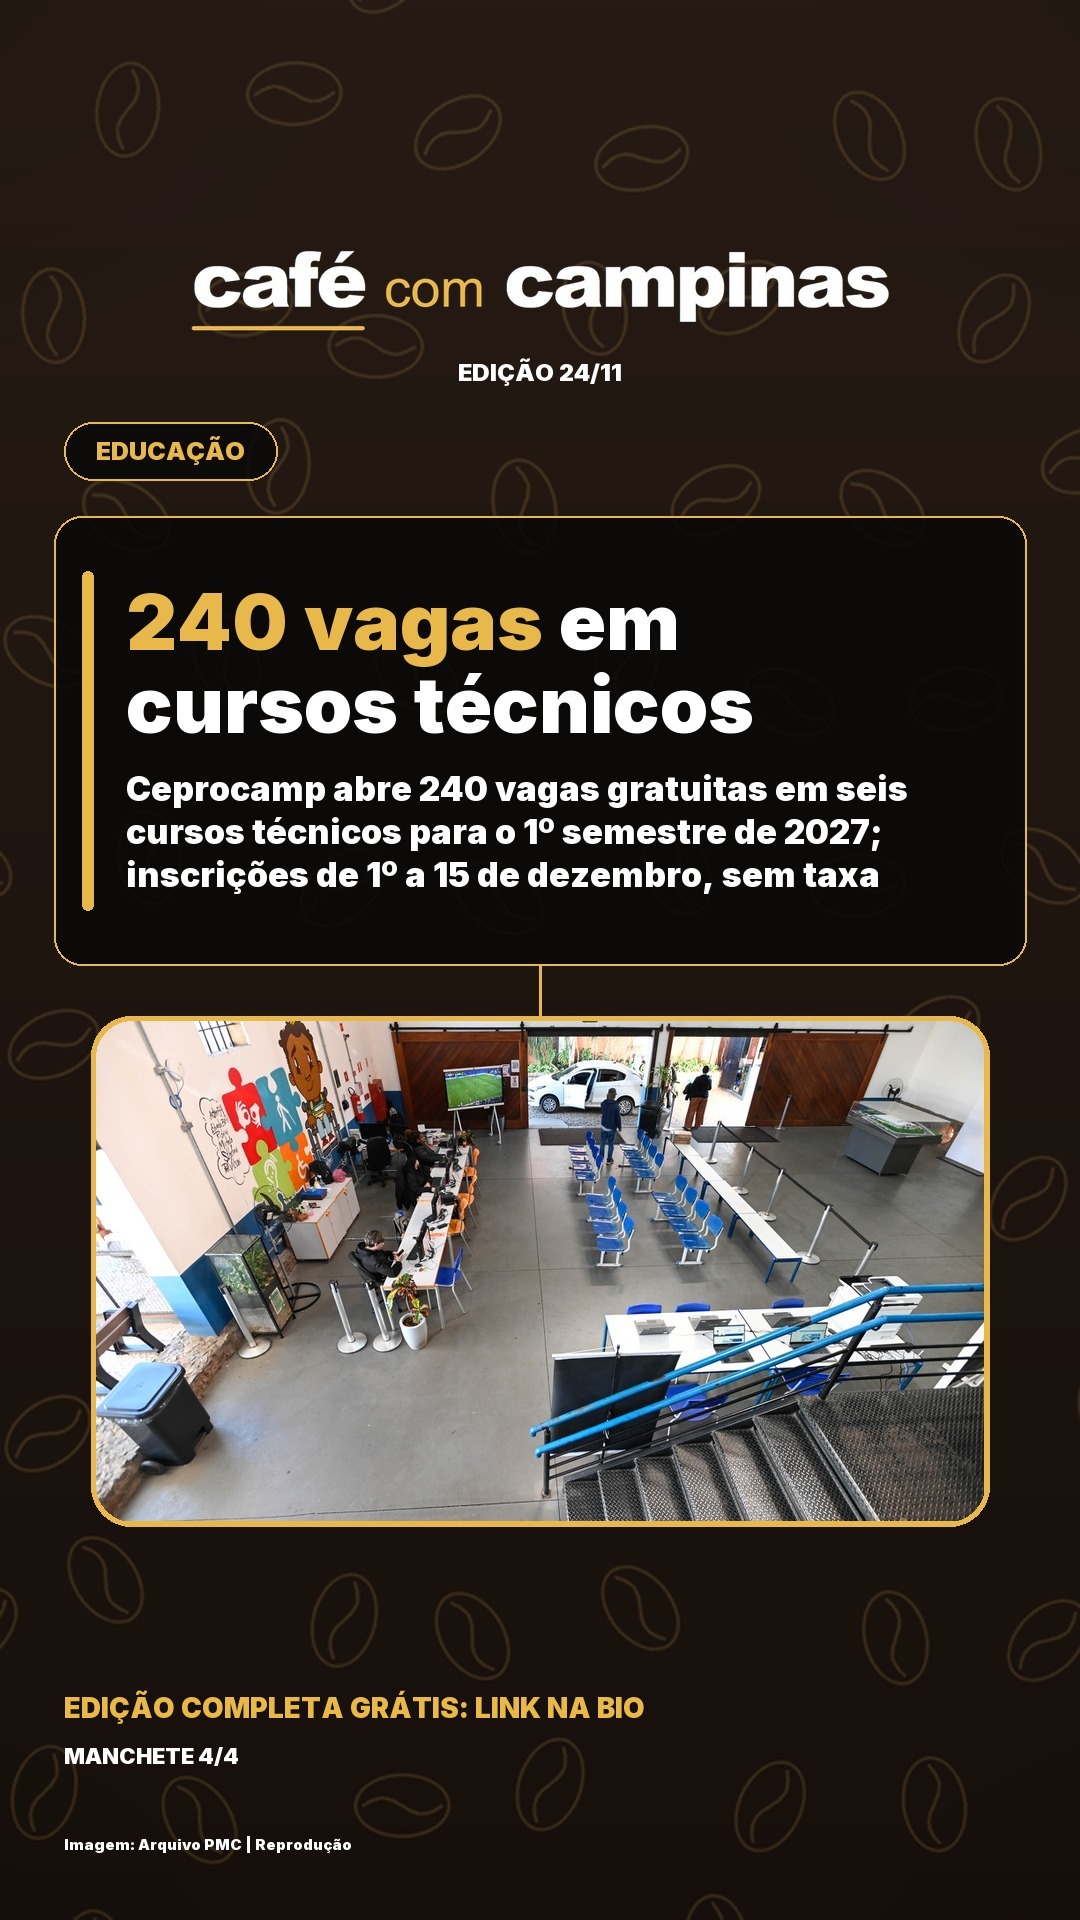 café com campinas
EDIÇÃO 24/11
EDUCAÇÃO
240 vagas em
cursos técnicos
Ceprocamp abre 240 vagas gratuitas em seis
cursos técnicos para o 1º semestre de 2027;
inscrições de 1º a 15 de dezembro, sem taxa
EDIÇÃO COMPLETA GRÁTIS: LINK NA BIO
MANCHETE 4/4
Imagem: Arquivo PMC | Reprodução